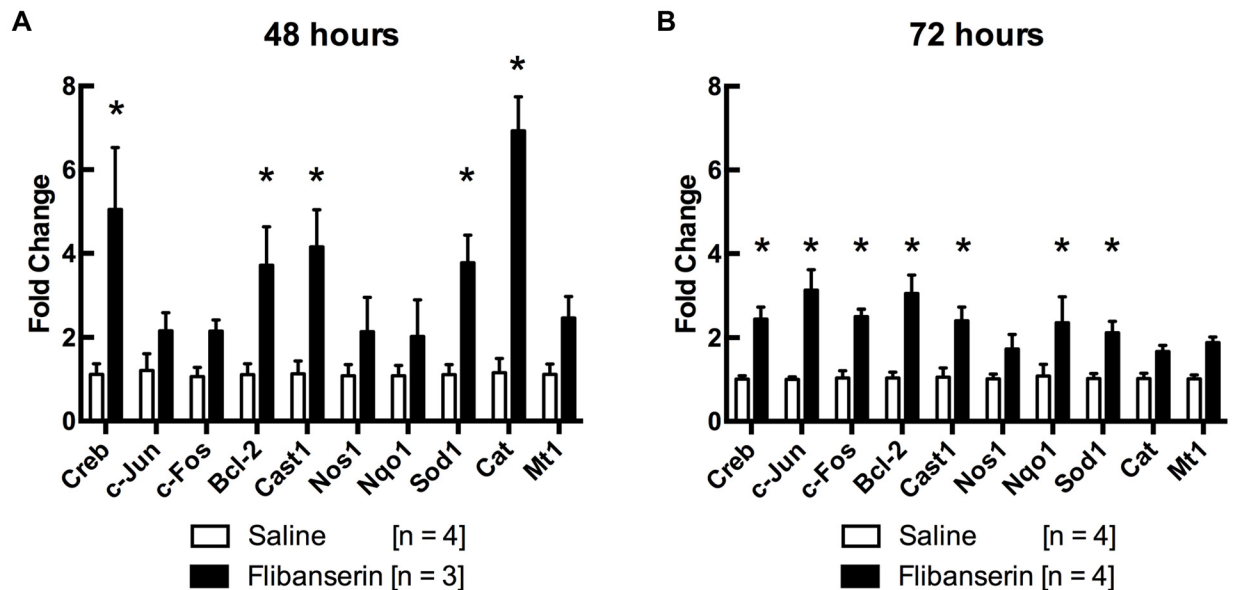 A
48 hours
Fold Change
8
6
4
2
0
* * * * *
Creb c-Jun c-Fos Bcl-2 Cast1 Nos1 Nqo1 Sod1 Cat Mt1
Saline [n = 4]
Flibanserin [n = 3]
B
72 hours
Fold Change
8
6
4
2
0
* * * * * * *
Creb c-Jun c-Fos Bcl-2 Cast1 Nos1 Nqo1 Sod1 Cat Mt1
Saline [n = 4]
Flibanserin [n = 4]